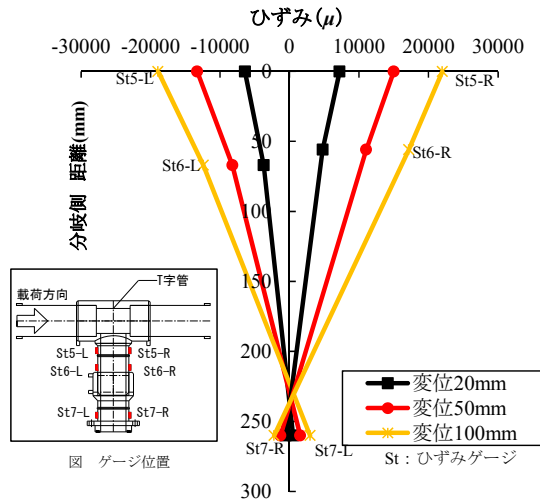 ひずみ(μ)
-30000 -20000 -10000 0 10000 20000 30000
St5-L
St5-R
0
50
100
150
200
250
300
St6-L
St6-R
分岐側 距離(mm)
T字管
載荷方向
St5-L St5-R
St6-L St6-R
St7-L St7-R
図 ゲージ位置
変位20mm
変位50mm
変位100mm
St7-R St7-L
St：ひずみゲージ